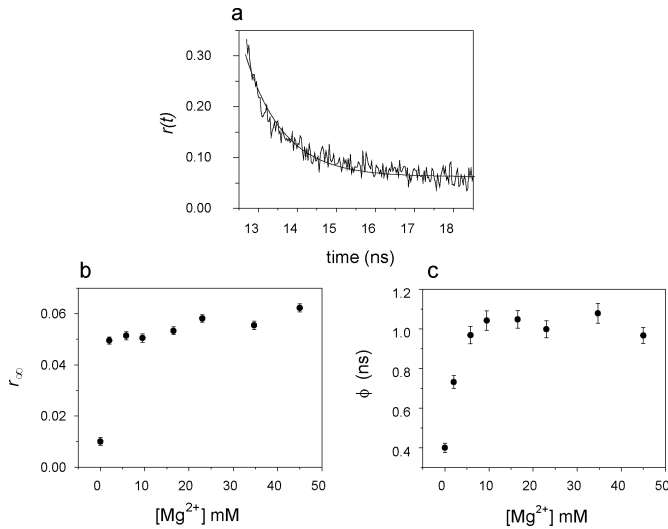 a
0.30
0.20
0.10
0.00
r(t)
13 14 15 16 17 18
time (ns)
b
0.06
0.04
0.02
0.00
r∞
0 10 20 30 40 50
[Mg²⁺] mM
c
1.2
1.0
0.8
0.6
0.4
ϕ (ns)
0 10 20 30 40 50
[Mg²⁺] mM